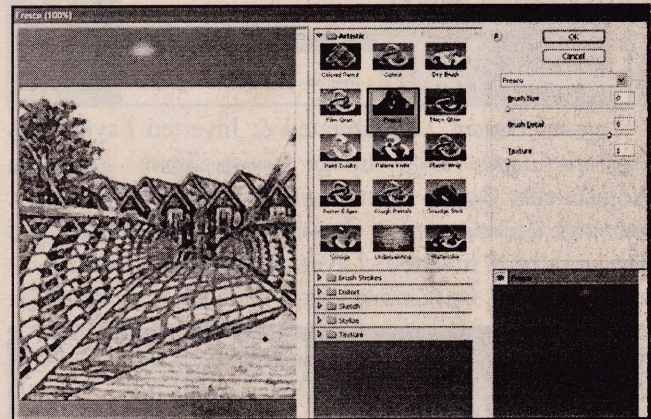 Fresco (100%)
Artistic
Colored Pencil
Cutout
Dry Brush
Film Grain
Fresco
Neon Glow
Paint Daubs
Palette Knife
Plastic Wrap
Poster Edges
Rough Pastels
Smudge Stick
Sponge
Underpainting
Watercolor
Brush Strokes
Distort
Sketch
Stylize
Texture
OK
Cancel
Fresco
Brush Size
0
Brush Detail
Texture
1
Fresco